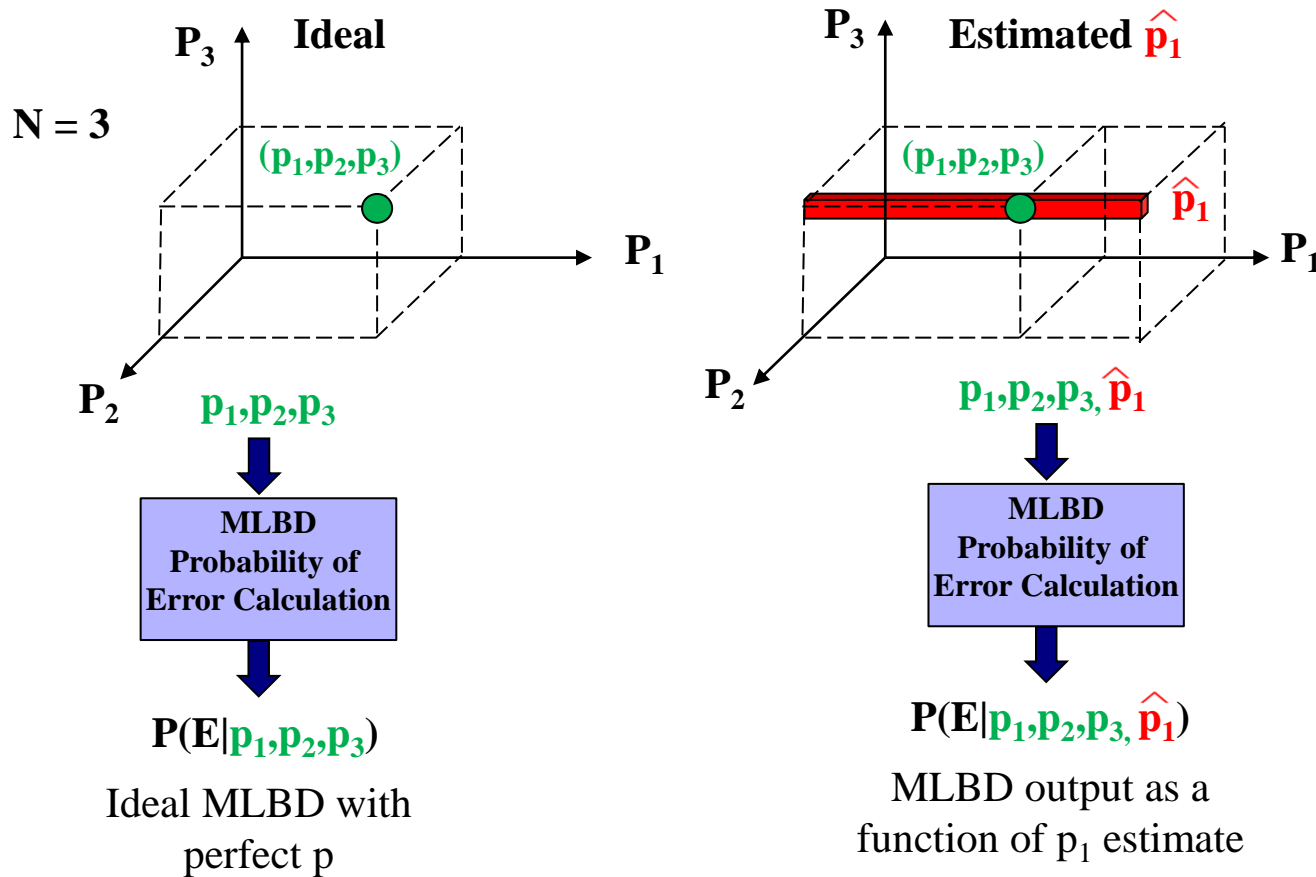 Ideal
P₃
N = 3
(p₁,p₂,p₃)
P₁
P₂
p₁,p₂,p₃
MLBD
Probability of
Error Calculation
P(E|p₁,p₂,p₃)
Ideal MLBD with
perfect p
Estimated p̂₁
P₃
(p₁,p₂,p₃)
p̂₁
P₁
P₂
p₁,p₂,p₃, p̂₁
MLBD
Probability of
Error Calculation
P(E|p₁,p₂,p₃, p̂₁)
MLBD output as a
function of p₁ estimate